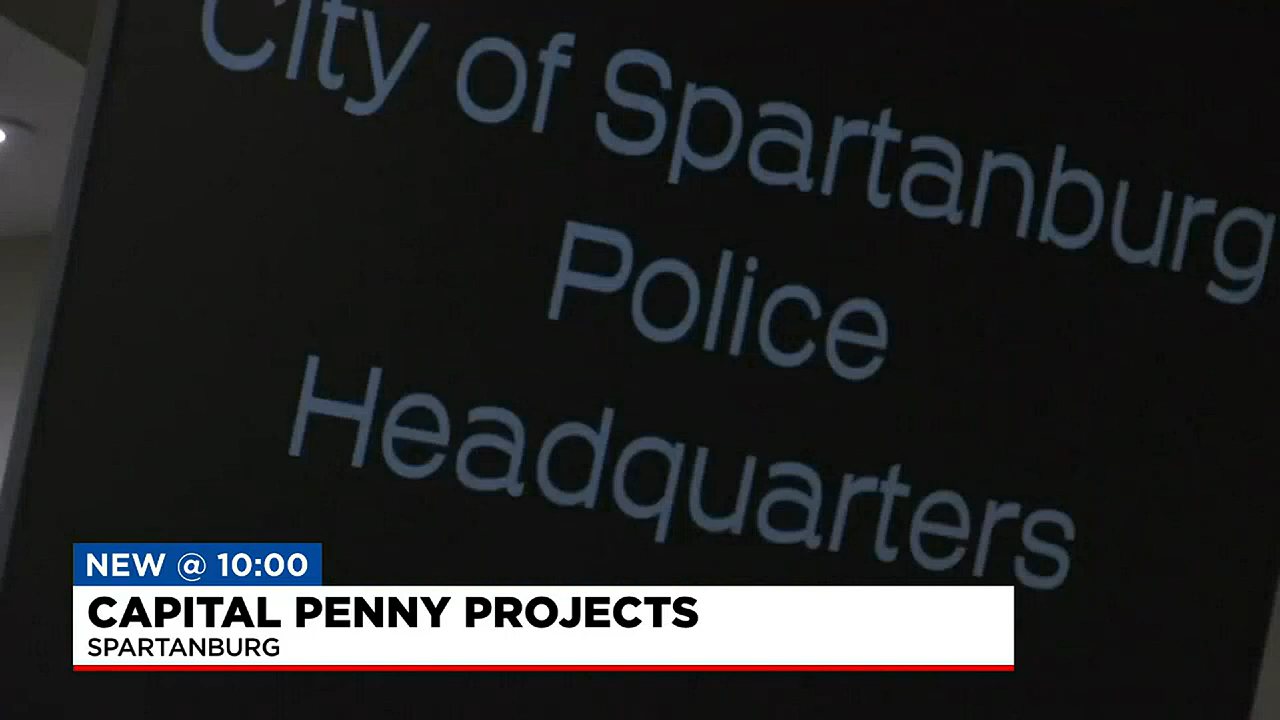 City of Spartanburg
Police
Headquarters
NEW @ 10:00
CAPITAL PENNY PROJECTS
SPARTANBURG